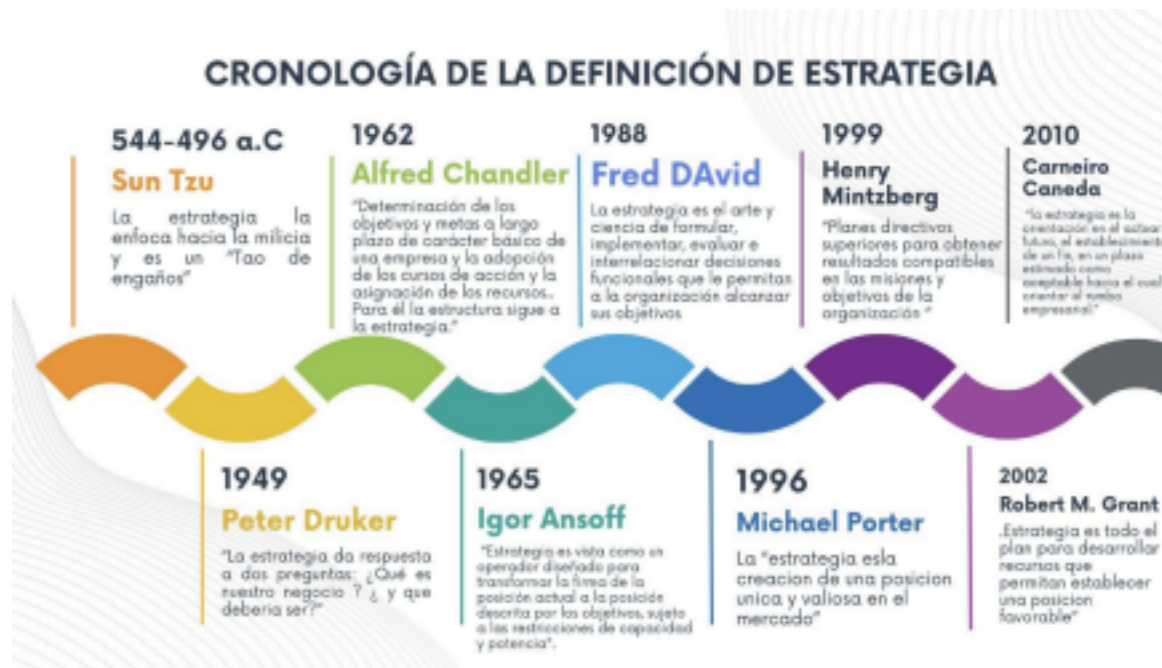 CRONOLOGÍA DE LA DEFINICIÓN DE ESTRATEGIA
544-496 a.C
Sun Tzu
La estrategia la
enfoca hacia la milicia
y es un "Tao de
engaños"
1949
Peter Druker
"La estrategia da respuesta
a dos preguntas: ¿Qué es
nuestro negocio ? ¿ y que
deberia ser?"
1962
Alfred Chandler
"Determinación de los
objetivos y metas a largo
plazo de carácter básico de
una empresa y la adopción
de los cursos de acción y la
asignación de los recursos..
Para él la estructura sigue a
la estrategia."
1965
Igor Ansoff
"Estrategia es vista como un
operador diseñado para
transformar la firma de la
posición actual a la posición
descrita por los objetivos, sujeto
a las restricciones de capacidad
y potencia".
1988
Fred DAvid
La estrategia es el arte y
ciencia de formular,
implementar, evaluar e
interrelacionar decisiones
funcionales que le permitan
a la organización alcanzar
sus objetivos
1996
Michael Porter
La "estrategia esla
creacion de una posicion
unica y valiosa en el
mercado"
1999
Henry
Mintzberg
"Planes directivos
superiores para obtener
resultados compatibles
en las misiones y
objetivos de la
organización "
2002
Robert M. Grant
.Estrategia es todo el
plan para desarrollar
recursos que
permitan establecer
una posicion
favorable"
2010
Carneiro
Caneda
"la estrategia es la
orientación en el actuar
futuro, el establecimiento
de un fin, en un plazo
estimado como
aceptable hacia el cual
orientar el rumbo
empresarial."